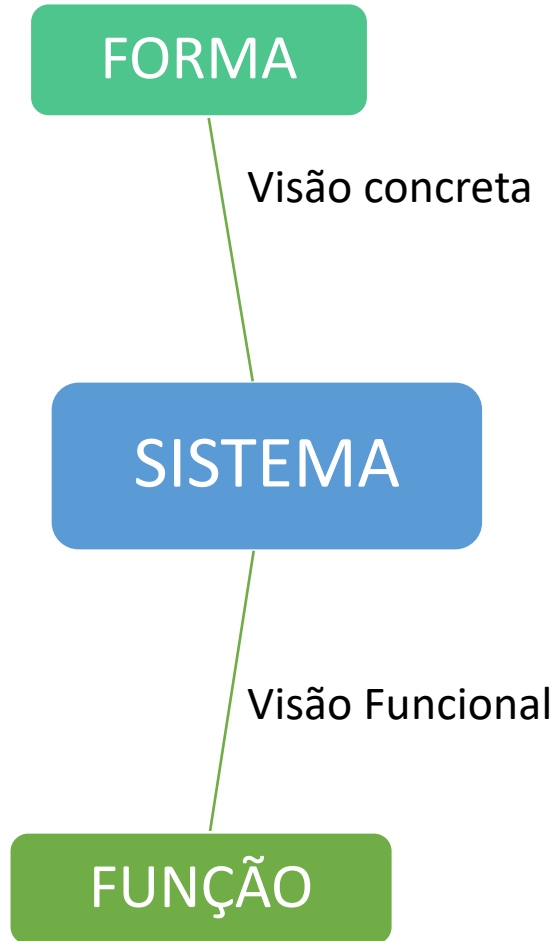 FORMA
Visão concreta
SISTEMA
Visão Funcional
FUNÇÃO